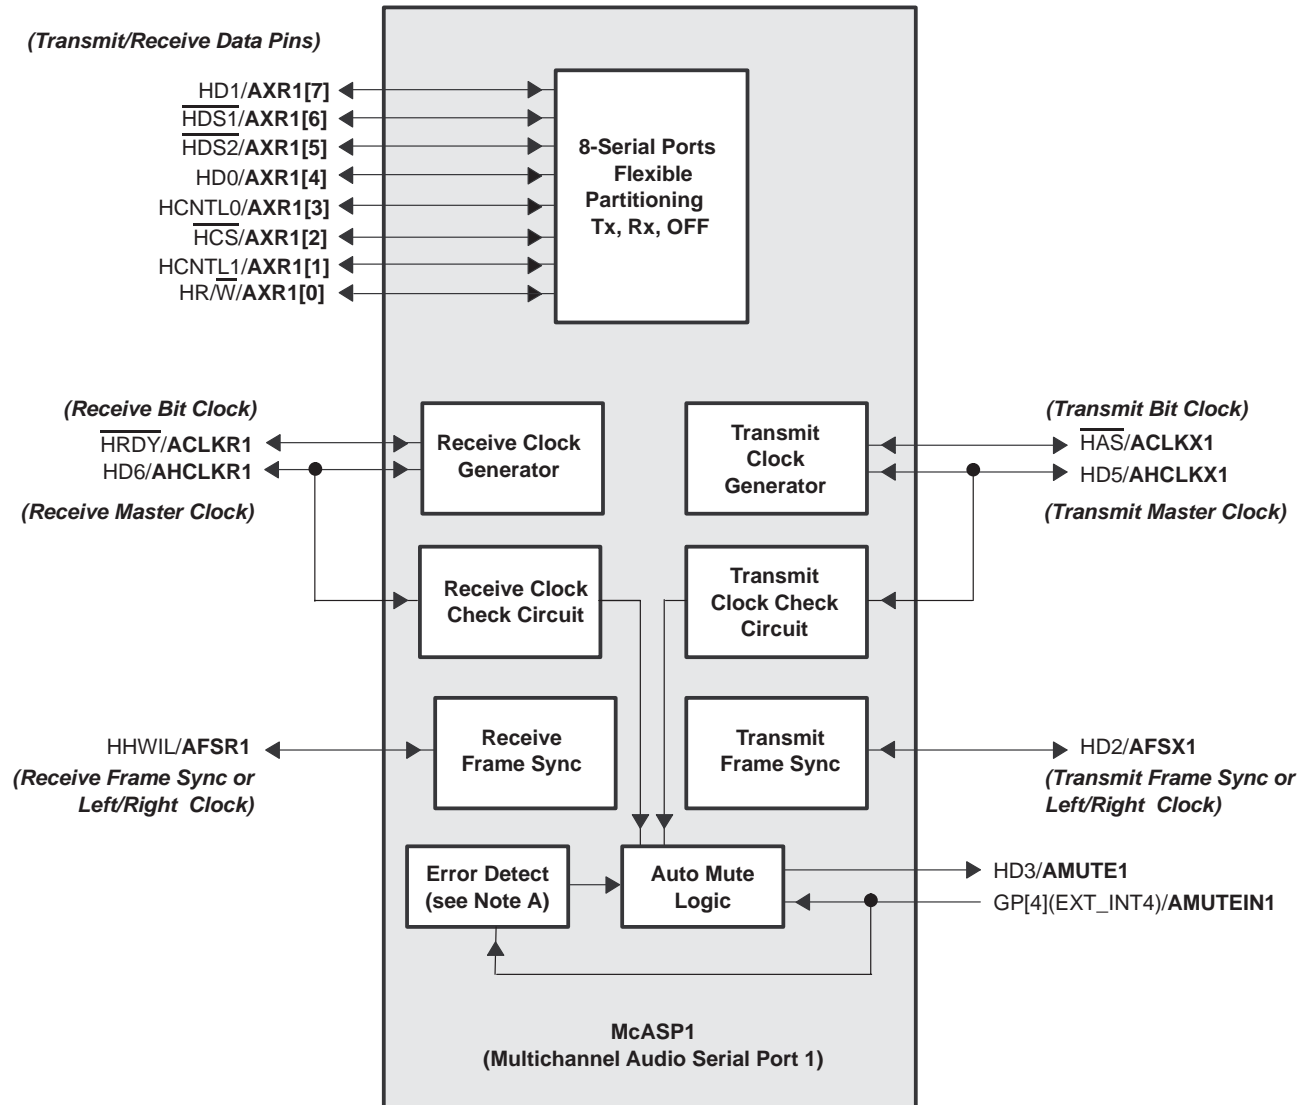 (Transmit/Receive Data Pins)
HD1/AXR1[7]
HDS1/AXR1[6]
HDS2/AXR1[5]
HD0/AXR1[4]
HCNTL0/AXR1[3]
HCS/AXR1[2]
HCNTL1/AXR1[1]
HR/W/AXR1[0]
8-Serial Ports
Flexible
Partitioning
Tx, Rx, OFF
(Receive Bit Clock)
HRDY/ACLKR1
HD6/AHCLKR1
(Receive Master Clock)
Receive Clock
Generator
Transmit
Clock
Generator
(Transmit Bit Clock)
HAS/ACLKX1
HD5/AHCLKX1
(Transmit Master Clock)
Receive Clock
Check Circuit
Transmit
Clock Check
Circuit
HHWIL/AFSR1
(Receive Frame Sync or
Left/Right Clock)
Receive
Frame Sync
Transmit
Frame Sync
HD2/AFSX1
(Transmit Frame Sync or
Left/Right Clock)
Error Detect
(see Note A)
Auto Mute
Logic
HD3/AMUTE1
GP[4](EXT_INT4)/AMUTEIN1
McASP1
(Multichannel Audio Serial Port 1)